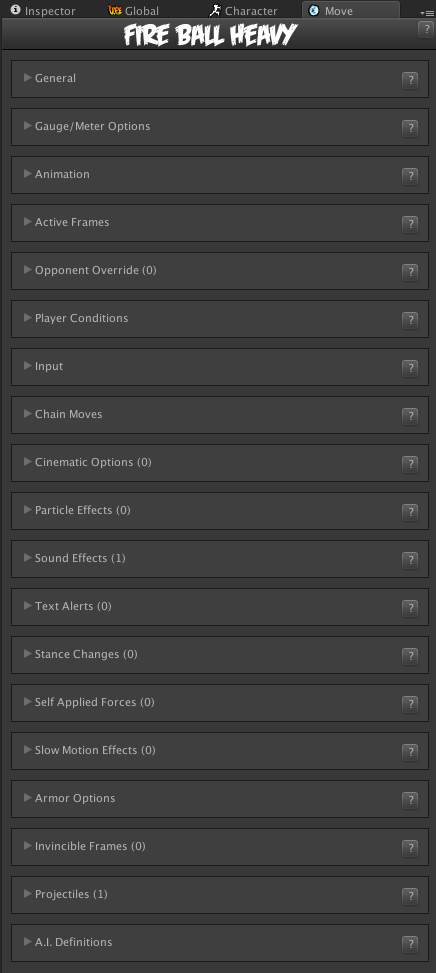 Inspector Global Character Move
FIRE BALL HEAVY ?
General ?
Gauge/Meter Options ?
Animation ?
Active Frames ?
Opponent Override (0) ?
Player Conditions ?
Input ?
Chain Moves ?
Cinematic Options (0) ?
Particle Effects (0) ?
Sound Effects (1) ?
Text Alerts (0) ?
Stance Changes (0) ?
Self Applied Forces (0) ?
Slow Motion Effects (0) ?
Armor Options ?
Invincible Frames (0) ?
Projectiles (1) ?
A.I. Definitions ?